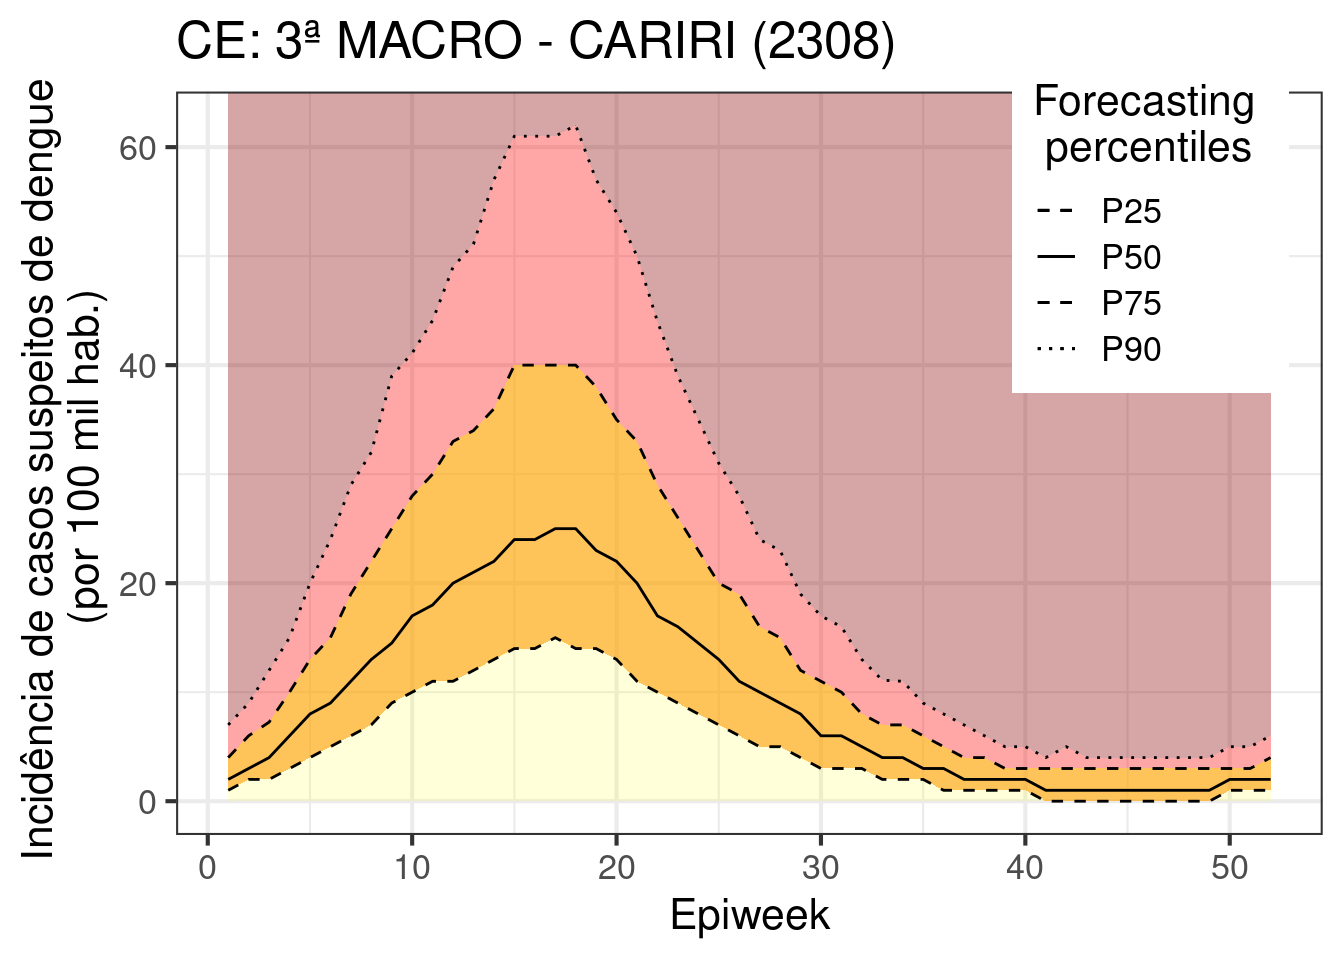 CE: 3ª MACRO - CARIRI (2308)
Incidência de casos suspeitos de dengue
(por 100 mil hab.)
60
40
20
0
0 10 20 30 40 50
Epiweek
Forecasting
percentiles
P25
P50
P75
P90